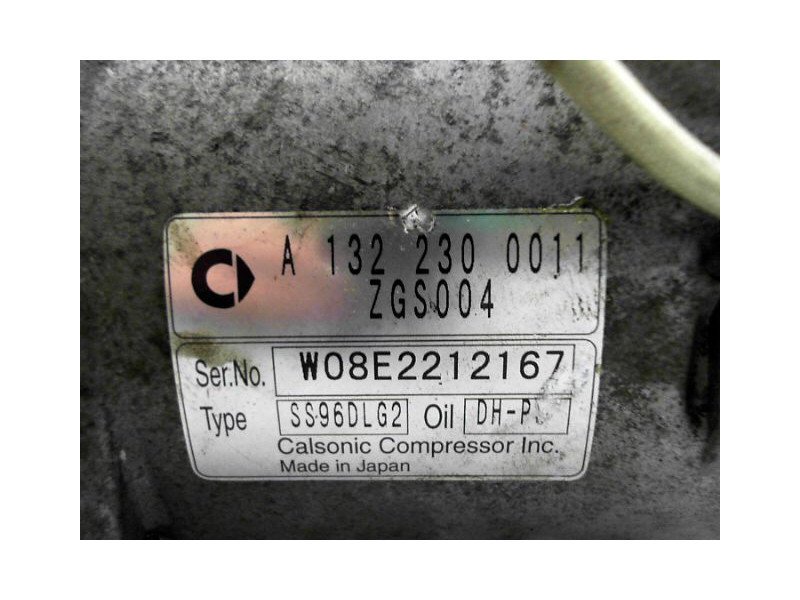 A 132 230 0011
ZGS004
Ser.No. W08E2212167
Type SS96DLG2 Oil
Calsonic Compressor Inc.
Made in Japan